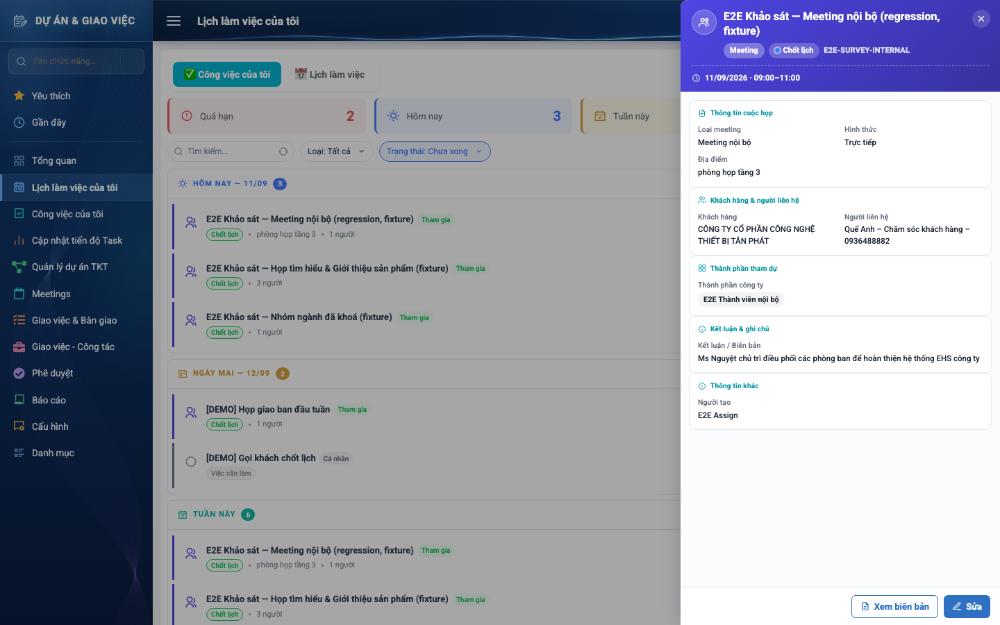 DỰ ÁN & GIAO VIỆC
Tìm chức năng...
Yêu thích
Gần đây
Tổng quan
Lịch làm việc của tôi
Công việc của tôi
Cập nhật tiến độ Task
Quản lý dự án TKT
Meetings
Giao việc & Bàn giao
Giao việc - Công tác
Phê duyệt
Báo cáo
Cấu hình
Danh mục
Lịch làm việc của tôi
Công việc của tôi
Lịch làm việc
Quá hạn 2
Hôm nay 3
Tuần này
Tìm kiếm...
Loại: Tất cả
Trạng thái: Chưa xong
HÔM NAY — 11/09 3
E2E Khảo sát — Meeting nội bộ (regression, fixture) Tham gia
Chốt lịch • phòng họp tầng 3 • 1 người
E2E Khảo sát — Họp tìm hiểu & Giới thiệu sản phẩm (fixture) Tham gia
Chốt lịch • 3 người
E2E Khảo sát — Nhóm ngành đã khoá (fixture) Tham gia
Chốt lịch • 1 người
NGÀY MAI — 12/09 2
[DEMO] Họp giao ban đầu tuần Tham gia
Chốt lịch • 1 người
[DEMO] Gọi khách chốt lịch Cá nhân
Việc cần làm
TUẦN NÀY 6
E2E Khảo sát — Meeting nội bộ (regression, fixture) Tham gia
Chốt lịch • phòng họp tầng 3 • 1 người
E2E Khảo sát — Họp tìm hiểu & Giới thiệu sản phẩm (fixture) Tham gia
Chốt lịch • 3 người
E2E Khảo sát — Meeting nội bộ (regression,
fixture)
Meeting Chốt lịch E2E-SURVEY-INTERNAL
11/09/2026 · 09:00–11:00
Thông tin cuộc họp
Loại meeting
Meeting nội bộ
Hình thức
Trực tiếp
Địa điểm
phòng họp tầng 3
Khách hàng & người liên hệ
Khách hàng
CÔNG TY CỔ PHẦN CÔNG NGHỆ
THIẾT BỊ TÂN PHÁT
Người liên hệ
Quế Anh – Chăm sóc khách hàng –
0936488882
Thành phần tham dự
Thành phần công ty
E2E Thành viên nội bộ
Kết luận & ghi chú
Kết luận / Biên bản
Ms Nguyệt chủ trì điều phối các phòng ban để hoàn thiện hệ thống EHS công ty
Thông tin khác
Người tạo
E2E Assign
Xem biên bản
Sửa